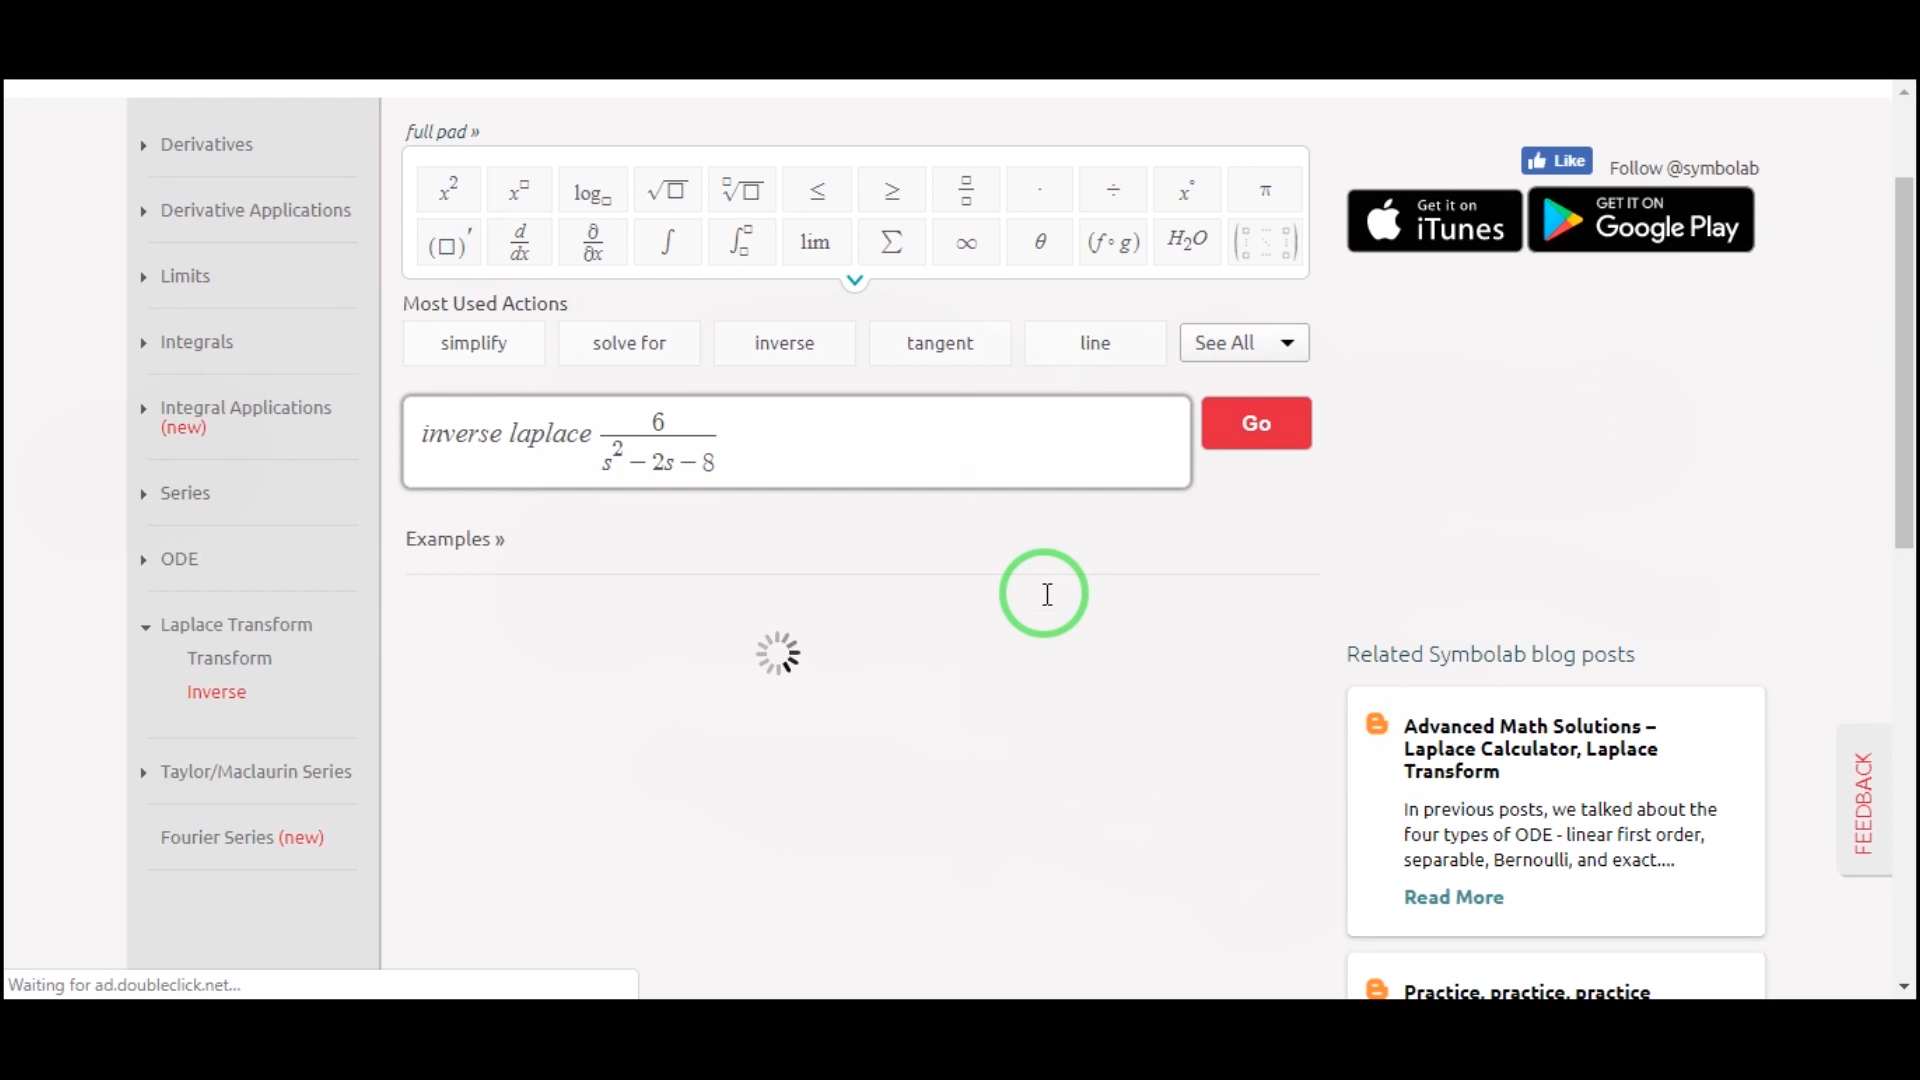 full pad »
x² x^□ log□ √□ □√□ ≤ ≥ □/□ · ÷ x° π
(□)′ d/dx ∂/∂x ∫ ∫□□ lim ∑ ∞ θ (f∘g) H₂O
Most Used Actions
simplify solve for inverse tangent line See All
inverse laplace 6/(s² − 2s − 8)
Go
Examples »
Derivatives
Derivative Applications
Limits
Integrals
Integral Applications
(new)
Series
ODE
Laplace Transform
Transform
Inverse
Taylor/Maclaurin Series
Fourier Series (new)
Like
Follow @symbolab
Get it on
iTunes
GET IT ON
Google Play
Related Symbolab blog posts
Advanced Math Solutions –
Laplace Calculator, Laplace
Transform
In previous posts, we talked about the
four types of ODE - linear first order,
separable, Bernoulli, and exact....
Read More
Practice, practice, practice
FEEDBACK
Waiting for ad.doubleclick.net...